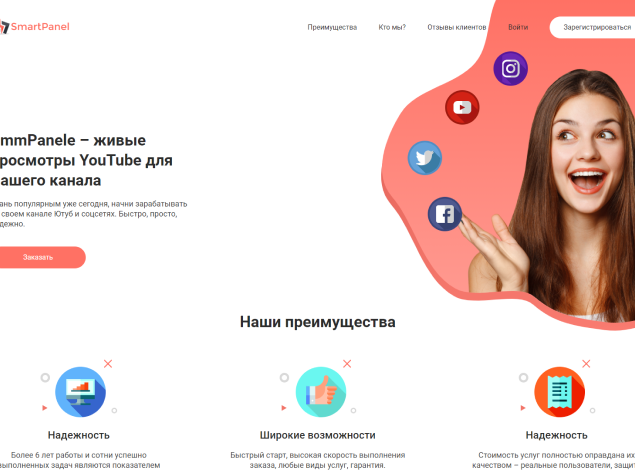 SmartPanel
Преимущества Кто мы? Отзывы клиентов Войти Зарегистрироваться
mmPanele – живые
росмотры YouTube для
ашего канала
ань популярным уже сегодня, начни зарабатывать
своем канале Ютуб и соцсетях. Быстро, просто,
дежно.
Заказать
Наши преимущества
Надежность
Более 6 лет работы и сотни успешно
выполненных задач являются показателем
Широкие возможности
Быстрый старт, высокая скорость выполнения
заказа, любые виды услуг, гарантия.
Надежность
Стоимость услуг полностью оправдана их
качеством – реальные пользователи, защит